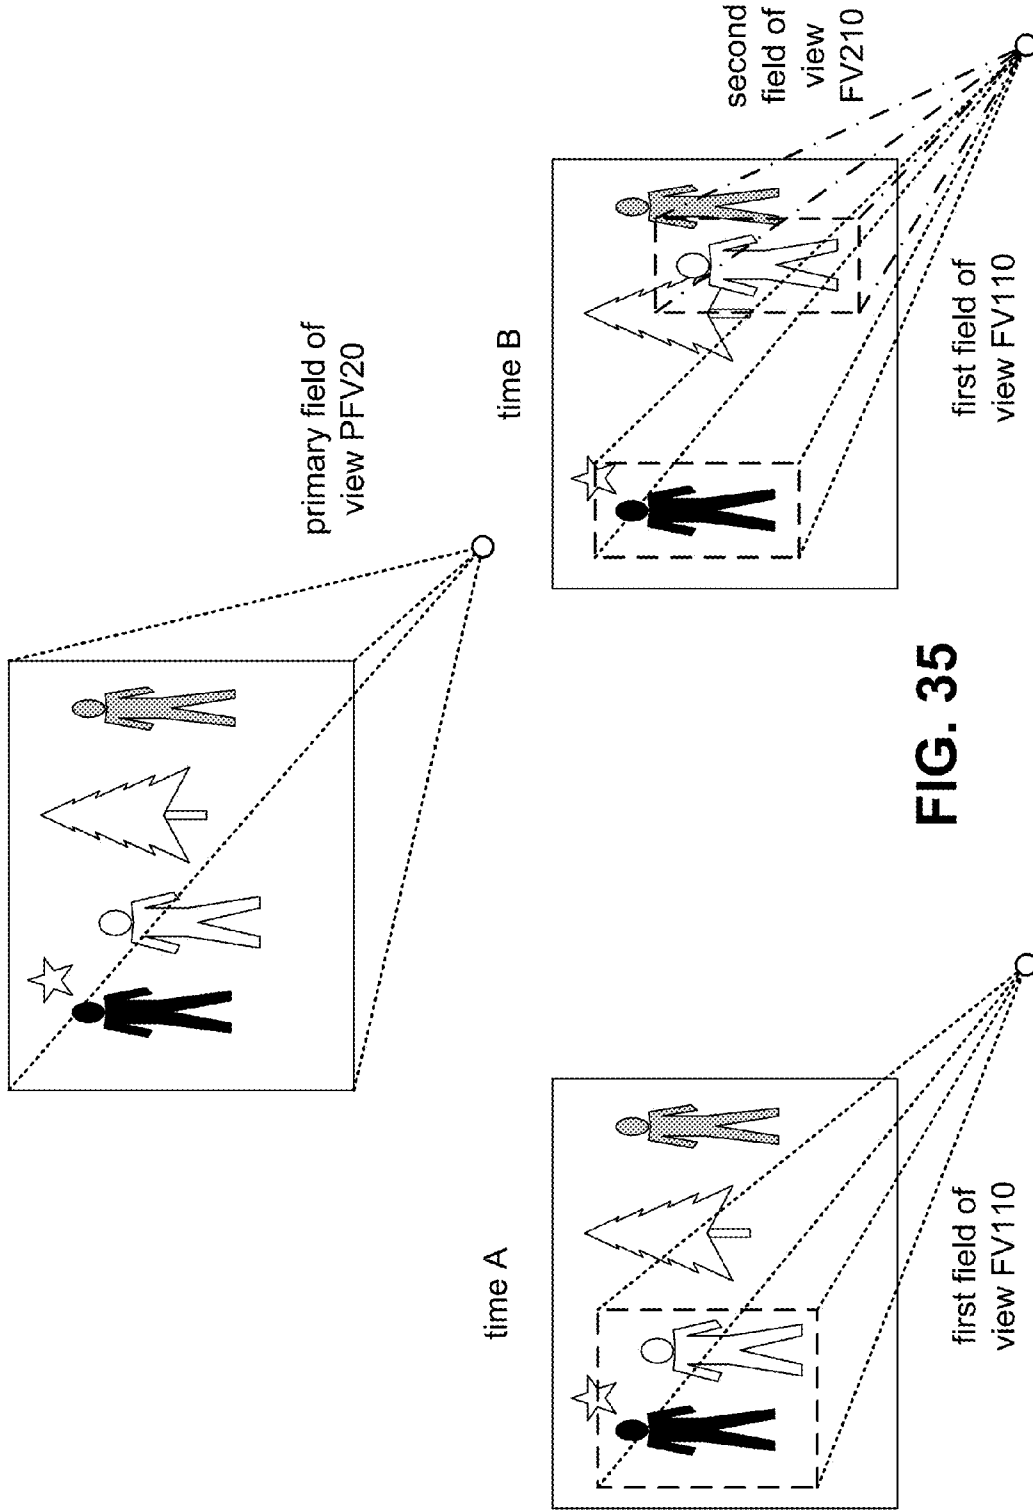 primary field of
view PFV20
time A
time B
second
field of
view
FV210
first field of
view FV110
first field of
view FV110
FIG. 35